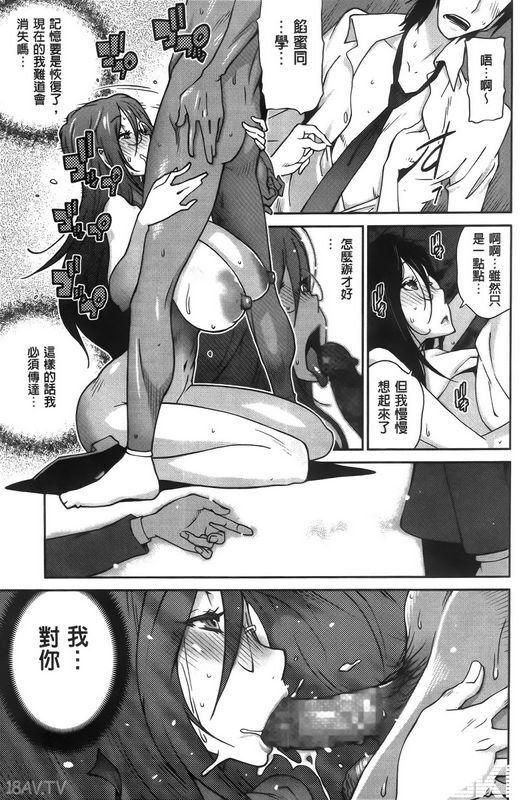 唔…啊～
餡蜜同
…學…
啊啊…雖然只
是一點點…
但我慢慢
想起來了
記憶要是恢復了，
現在的我難道會
消失嗎…
怎麼辦才好
這樣的話我
必須傳達…
我…
對你
18AV.TV